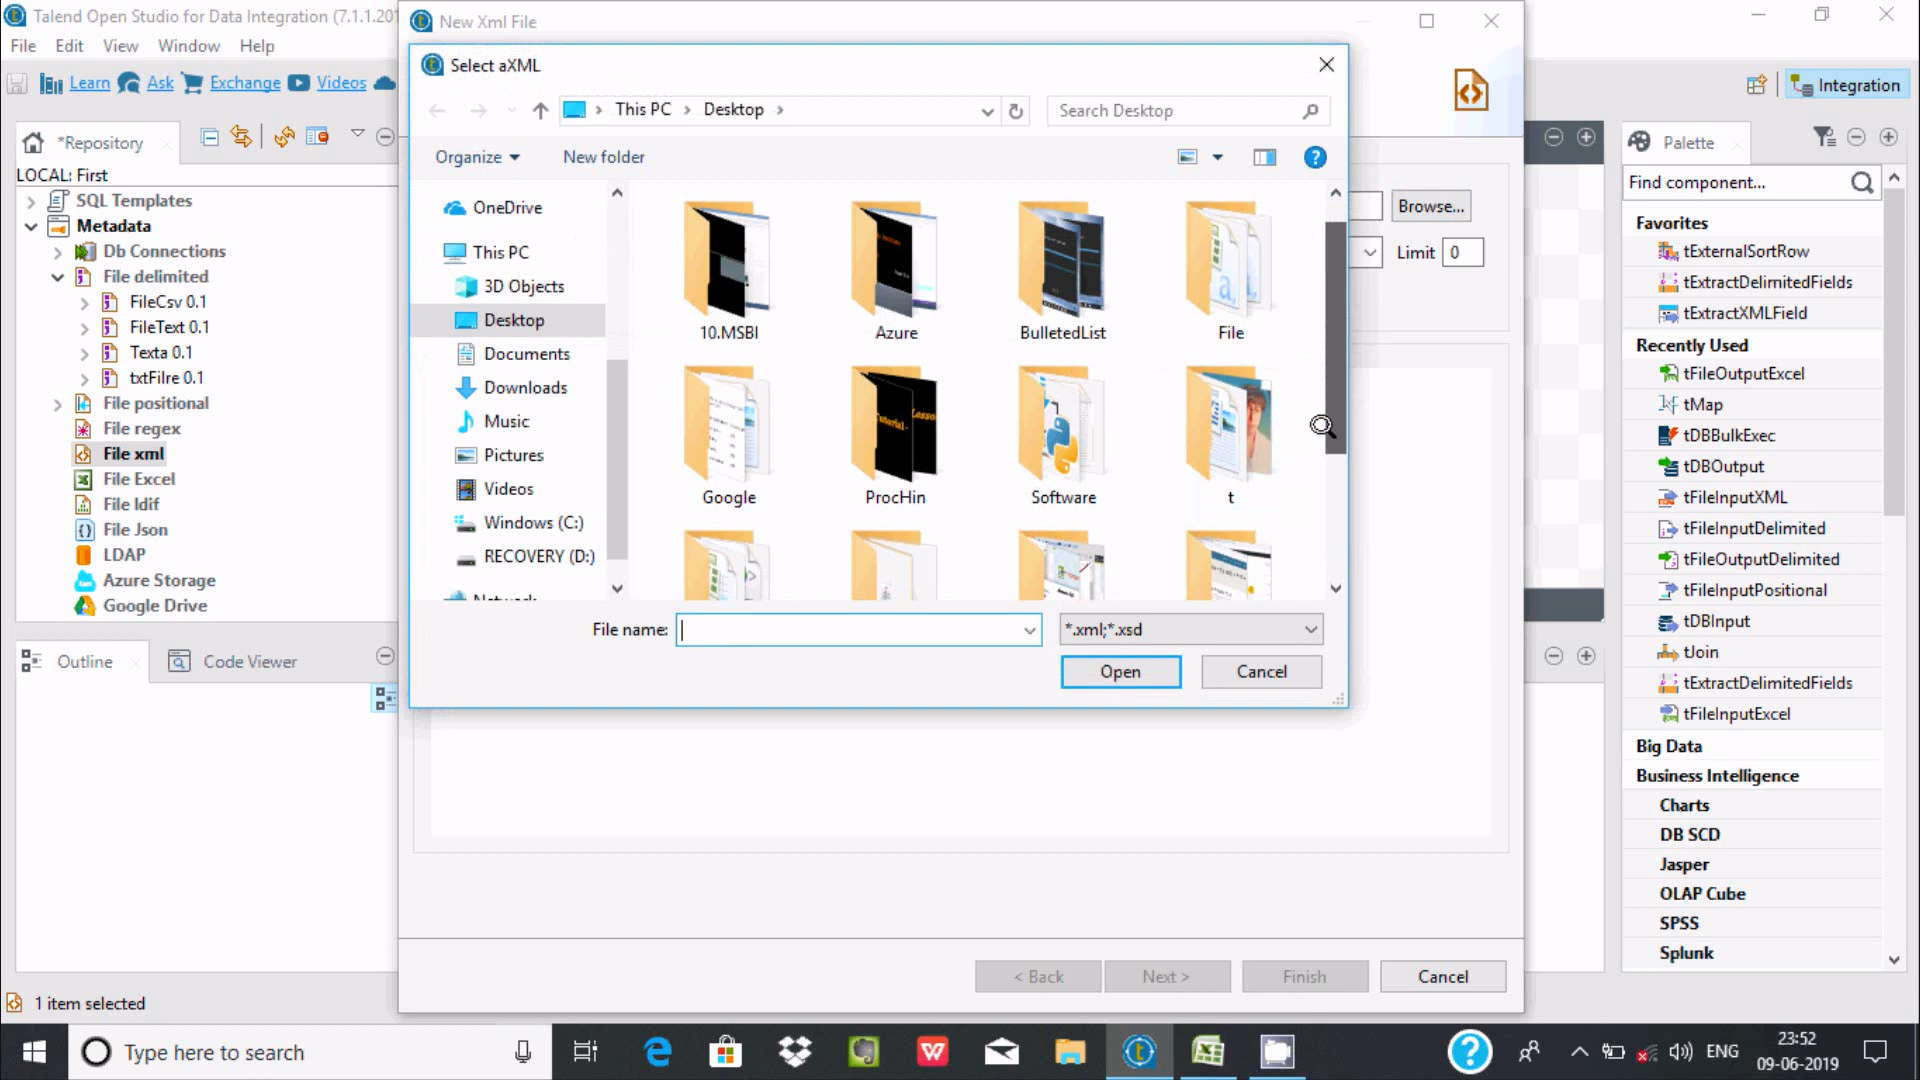 Talend Open Studio for Data Integration (7.1.1.201
File Edit View Window Help
Learn Ask Exchange Videos
*Repository
LOCAL: First
SQL Templates
Metadata
Db Connections
File delimited
FileCsv 0.1
FileText 0.1
Texta 0.1
txtFilre 0.1
File positional
File regex
File xml
File Excel
File ldif
File Json
LDAP
Azure Storage
Google Drive
Outline
Code Viewer
1 item selected
New Xml File
Select aXML
This PC
Desktop
Search Desktop
Organize
New folder
OneDrive
This PC
3D Objects
Desktop
Documents
Downloads
Music
Pictures
Videos
Windows (C:)
RECOVERY (D:)
10.MSBI
Azure
BulletedList
File
Google
ProcHin
Software
t
File name:
*.xml;*.xsd
Open
Cancel
Browse...
Limit 0
< Back
Next >
Finish
Cancel
Integration
Palette
Find component...
Favorites
tExternalSortRow
tExtractDelimitedFields
tExtractXMLField
Recently Used
tFileOutputExcel
tMap
tDBBulkExec
tDBOutput
tFileInputXML
tFileInputDelimited
tFileOutputDelimited
tFileInputPositional
tDBInput
tJoin
tExtractDelimitedFields
tFileInputExcel
Big Data
Business Intelligence
Charts
DB SCD
Jasper
OLAP Cube
SPSS
Splunk
Type here to search
ENG
23:52
09-06-2019